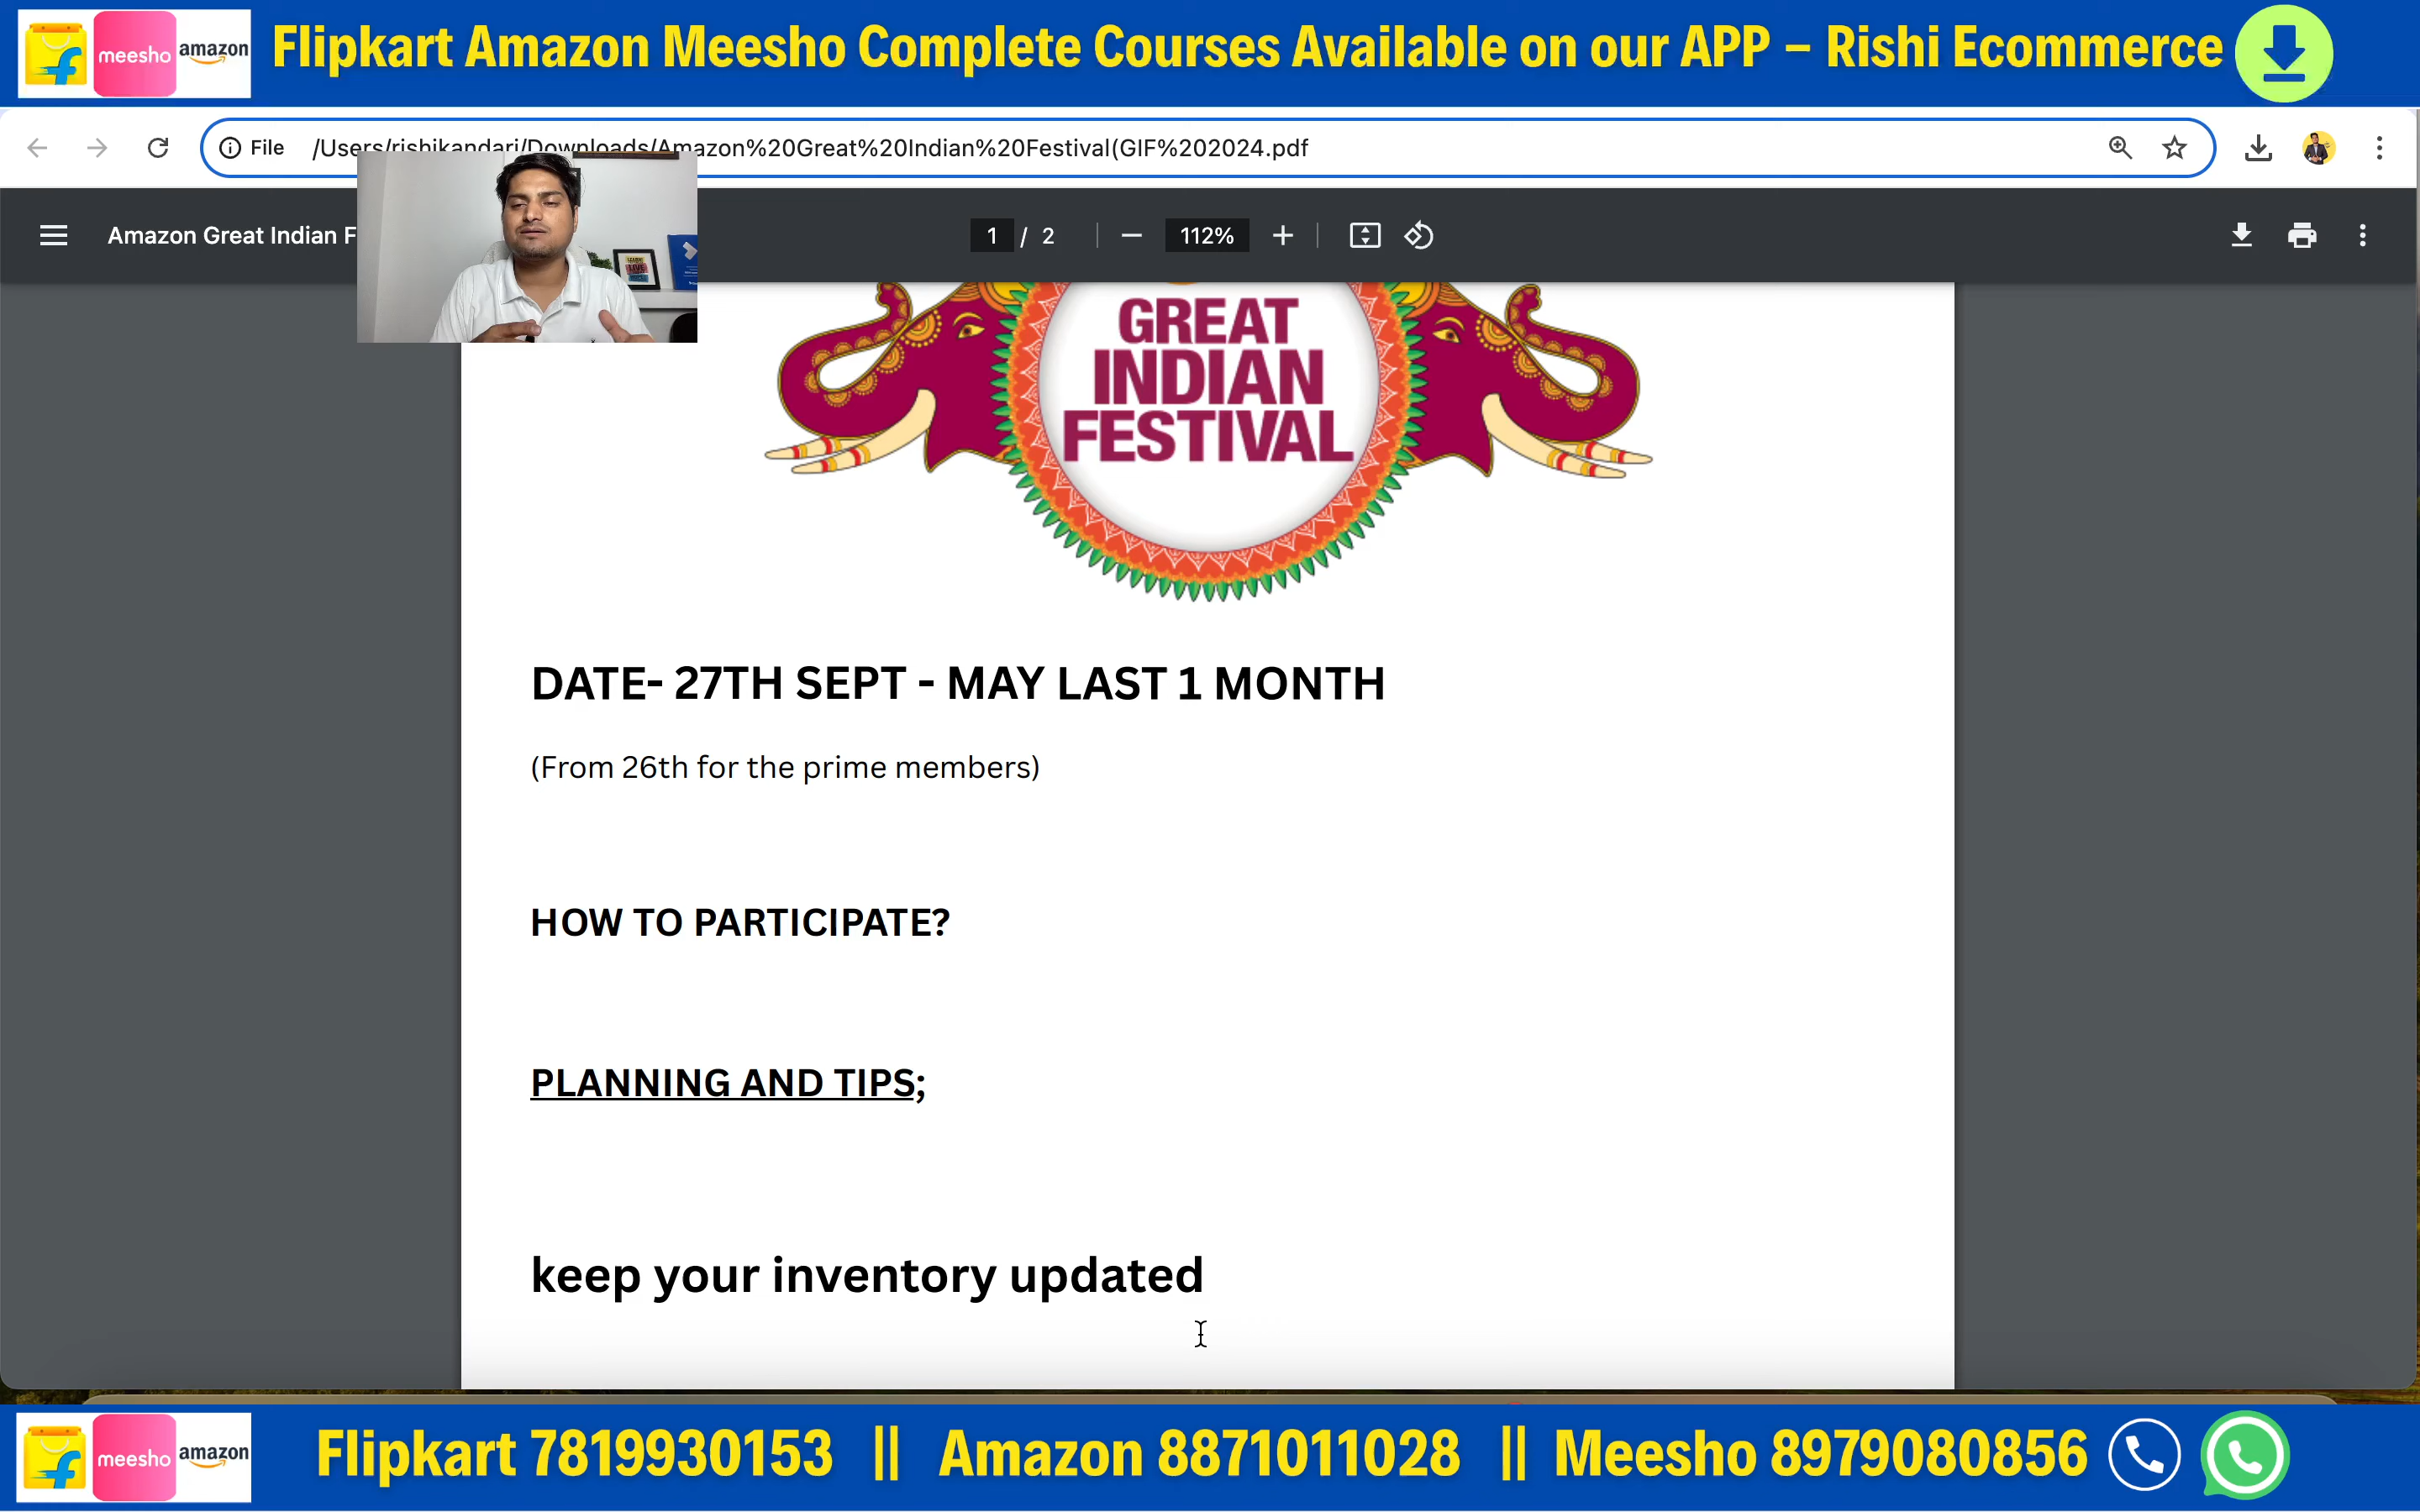 meesho amazon Flipkart Amazon Meesho Complete Courses Available on our APP – Rishi Ecommerce
File /Users/rishikandari/Downloads/Amazon%20Great%20Indian%20Festival(GIF%202024.pdf
Amazon Great Indian F 1 / 2 112%
GREAT
INDIAN
FESTIVAL
DATE- 27TH SEPT - MAY LAST 1 MONTH
(From 26th for the prime members)
HOW TO PARTICIPATE?
PLANNING AND TIPS;
keep your inventory updated
meesho amazon Flipkart 7819930153 || Amazon 8871011028 || Meesho 8979080856